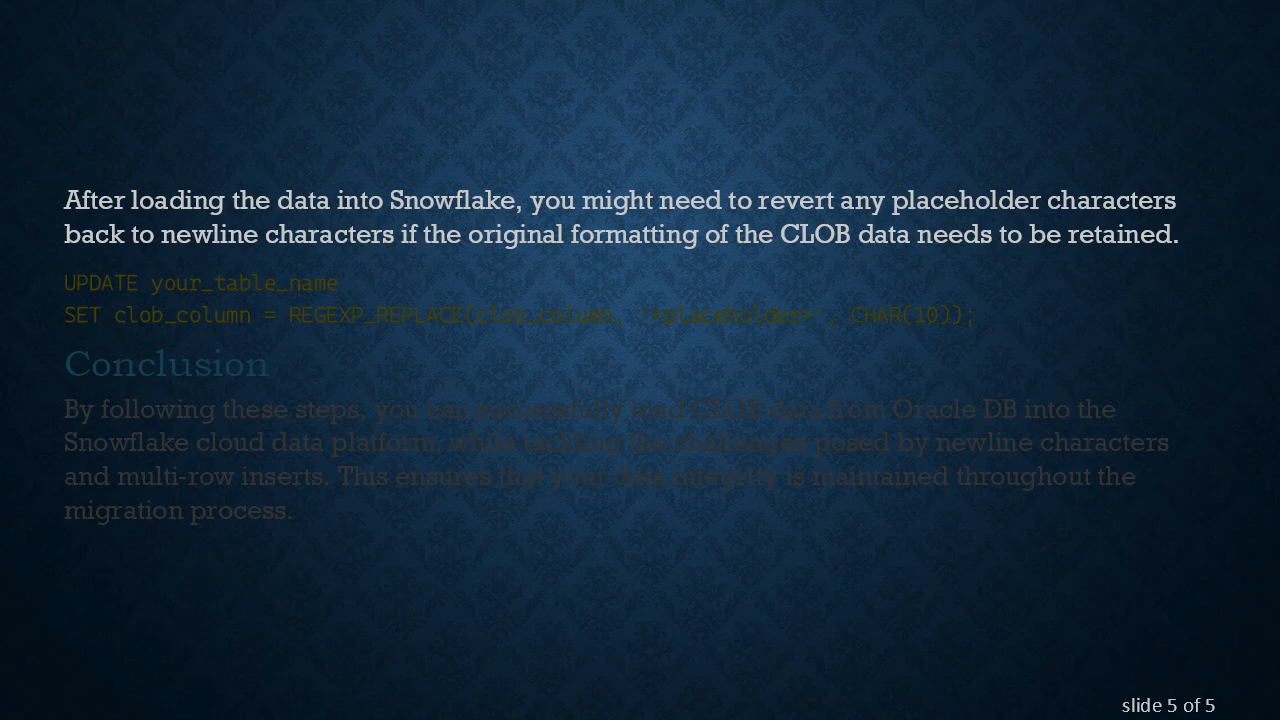 After loading the data into Snowflake, you might need to revert any placeholder characters
back to newline characters if the original formatting of the CLOB data needs to be retained.
UPDATE your_table_name
SET clob_column = REGEXP_REPLACE(clob_column, '<placeholder>', CHAR(10));
Conclusion
By following these steps, you can successfully load CLOB data from Oracle DB into the
Snowflake cloud data platform, while tackling the challenges posed by newline characters
and multi-row inserts. This ensures that your data integrity is maintained throughout the
migration process.
slide 5 of 5